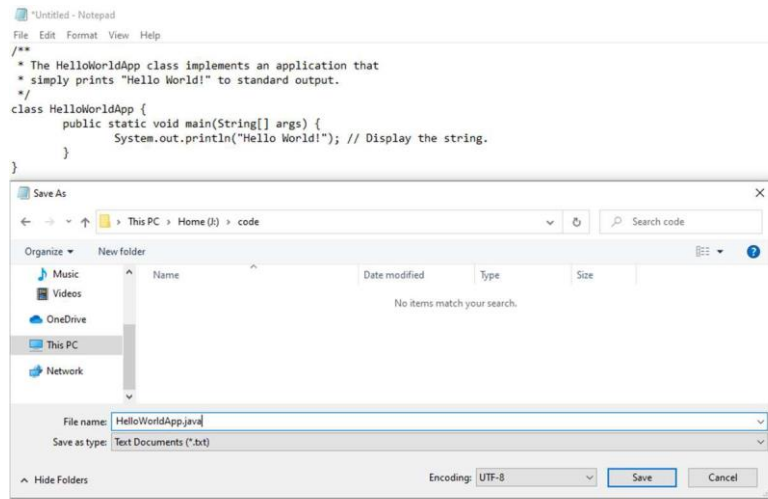 *Untitled - Notepad
File Edit Format View Help
/**
 * The HelloWorldApp class implements an application that
 * simply prints "Hello World!" to standard output.
 */
class HelloWorldApp {
        public static void main(String[] args) {
                System.out.println("Hello World!"); // Display the string.
        }
}
Save As
This PC > Home (J:) > code
Search code
Organize New folder
Name Date modified Type Size
No items match your search.
Music
Videos
OneDrive
This PC
Network
File name: HelloWorldApp.java
Save as type: Text Documents (*.txt)
Hide Folders Encoding: UTF-8 Save Cancel